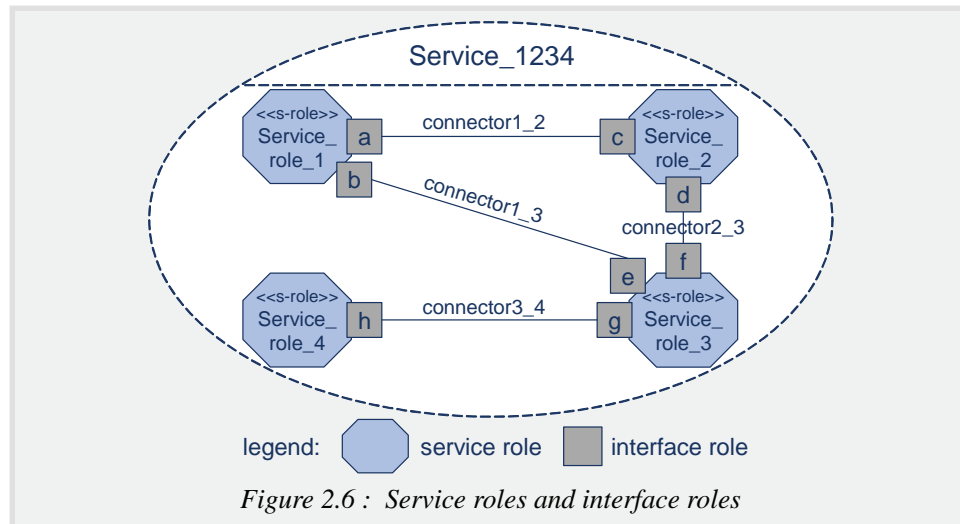 Service_1234
<<s-role>>
Service_
role_1
a
b
connector1_2
c
<<s-role>>
Service_
role_2
d
connector1_3
connector2_3
e
f
<<s-role>>
Service_
role_4
h
connector3_4
g
<<s-role>>
Service_
role_3
legend:
service role
interface role
Figure 2.6 : Service roles and interface roles